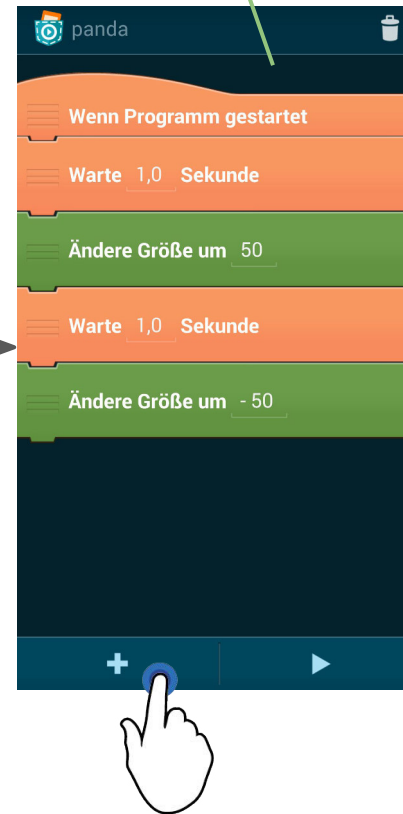 panda
Wenn Programm gestartet
Warte 1,0 Sekunde
Ändere Größe um 50
Warte 1,0 Sekunde
Ändere Größe um - 50